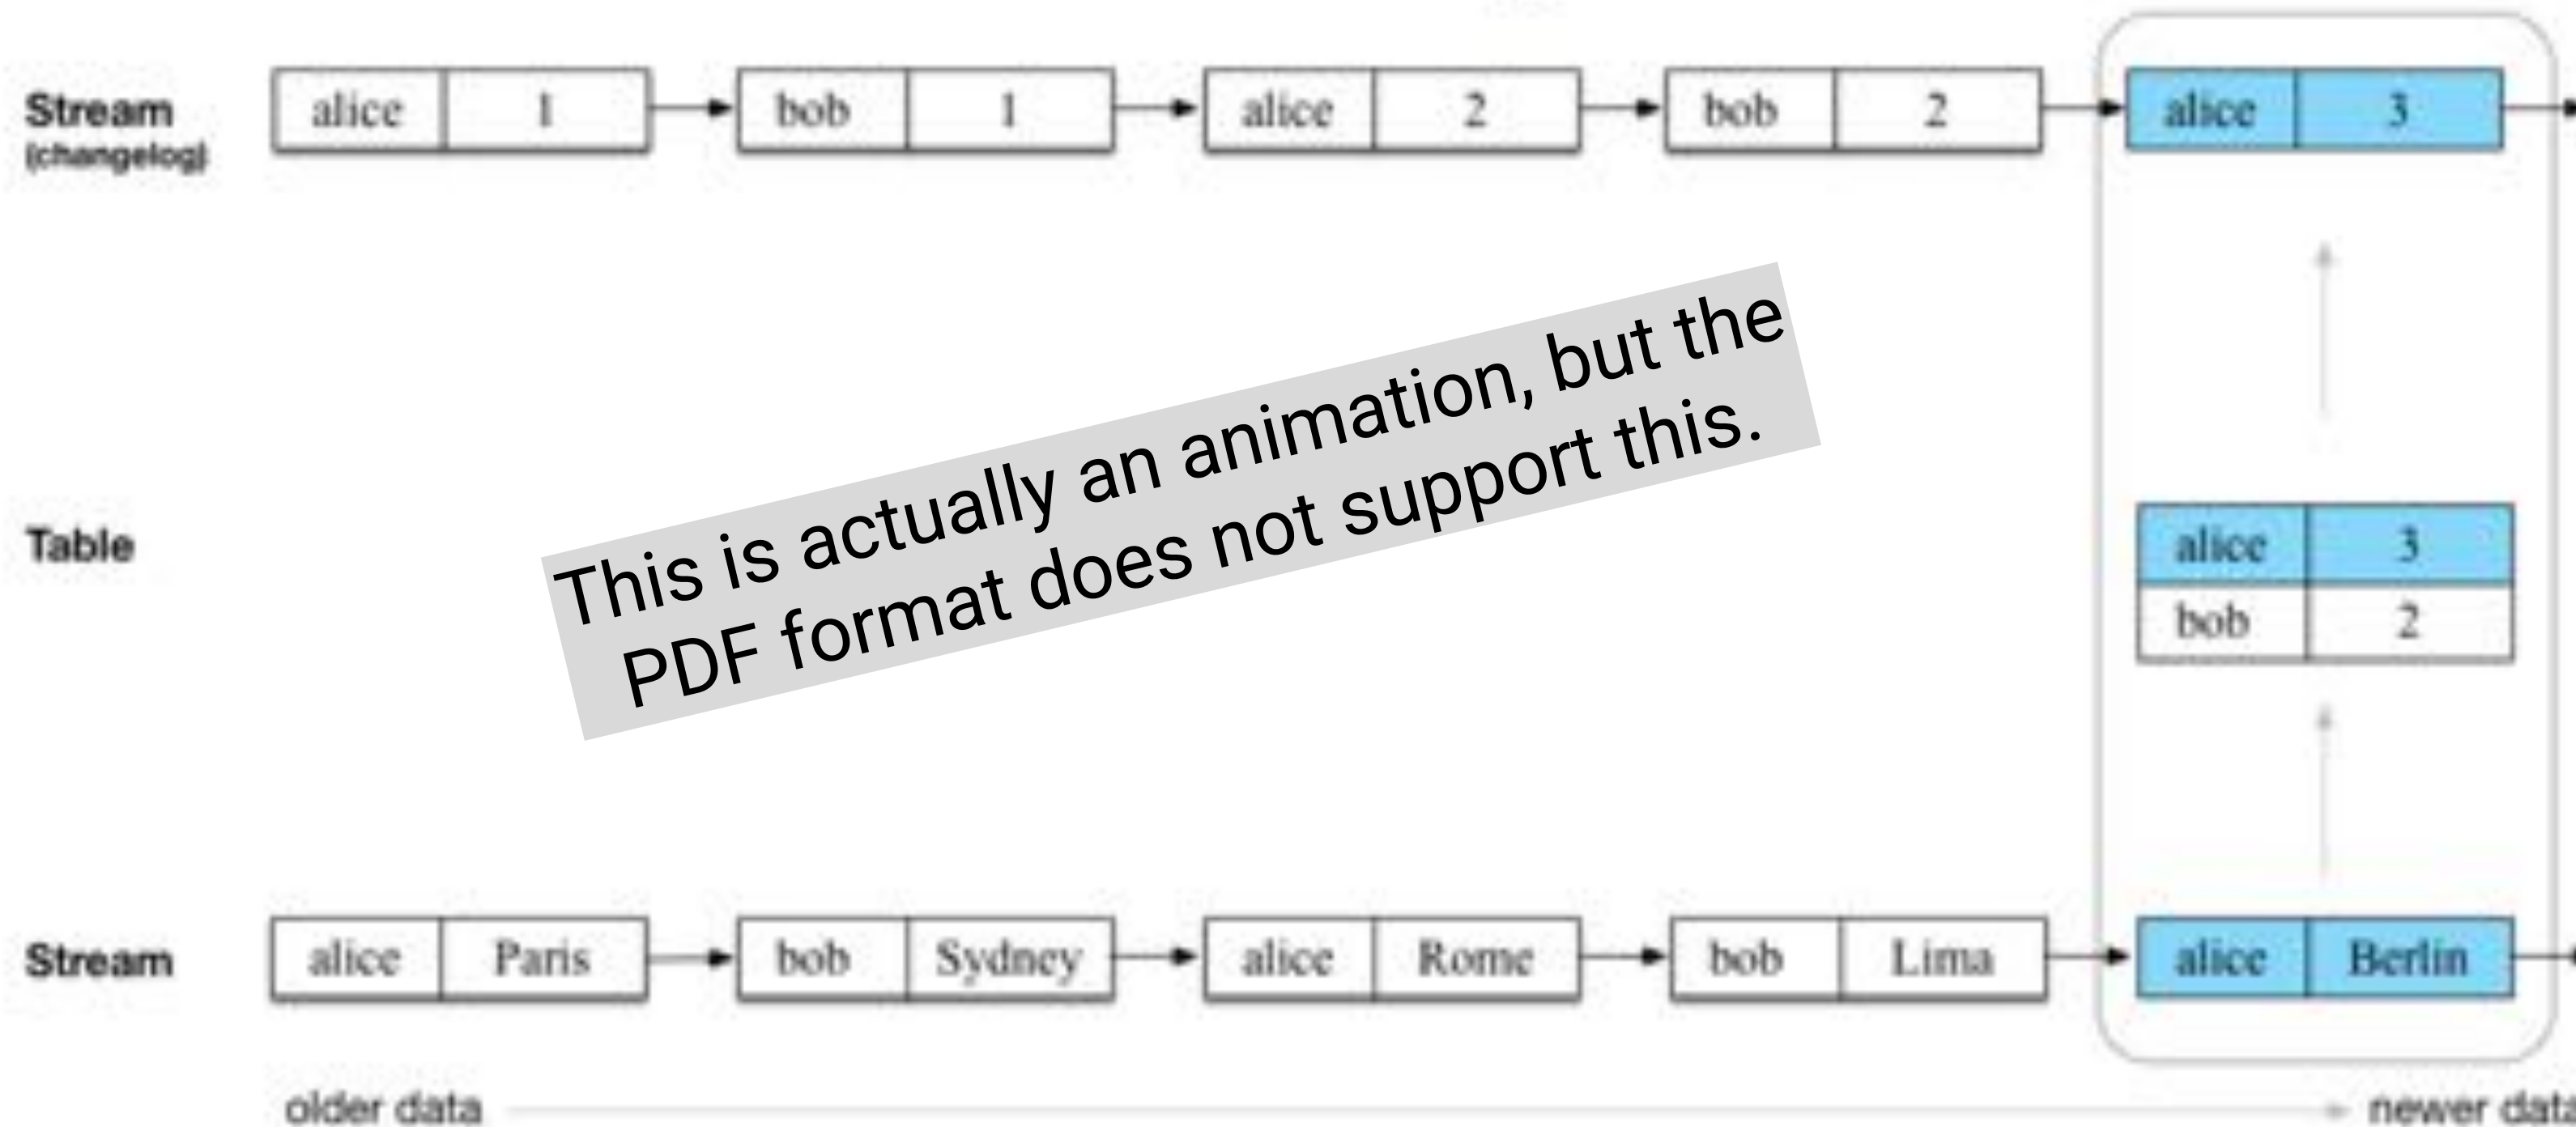 Stream alice 1 bob 1 alice 2 bob 2 alice 3
(changelog)
This is actually an animation, but the
PDF format does not support this.
Table alice 3
bob 2
Stream alice Paris bob Sydney alice Rome bob Lima alice Berlin
older data newer data